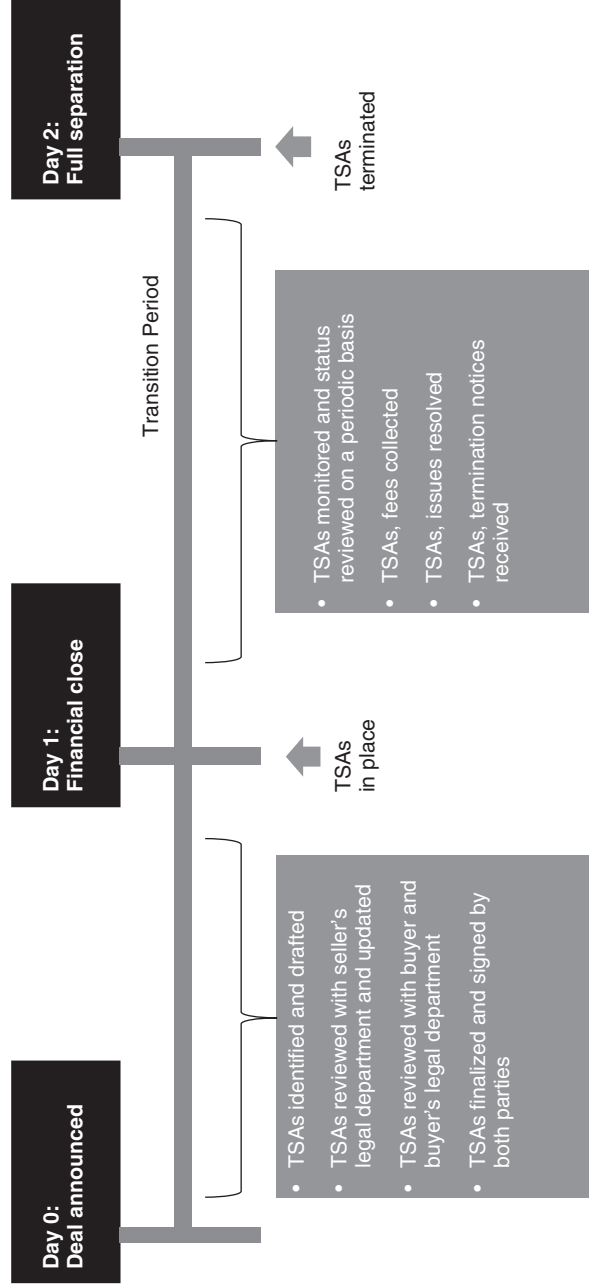 Day 0:
Deal announced
Day 1:
Financial close
Day 2:
Full separation
Transition Period
• TSAs identified and drafted
• TSAs reviewed with seller’s
legal department and updated
• TSAs reviewed with buyer and
buyer’s legal department
• TSAs finalized and signed by
both parties
TSAs
in place
• TSAs monitored and status
reviewed on a periodic basis
• TSAs, fees collected
• TSAs, issues resolved
• TSAs, termination notices
received
TSAs
terminated